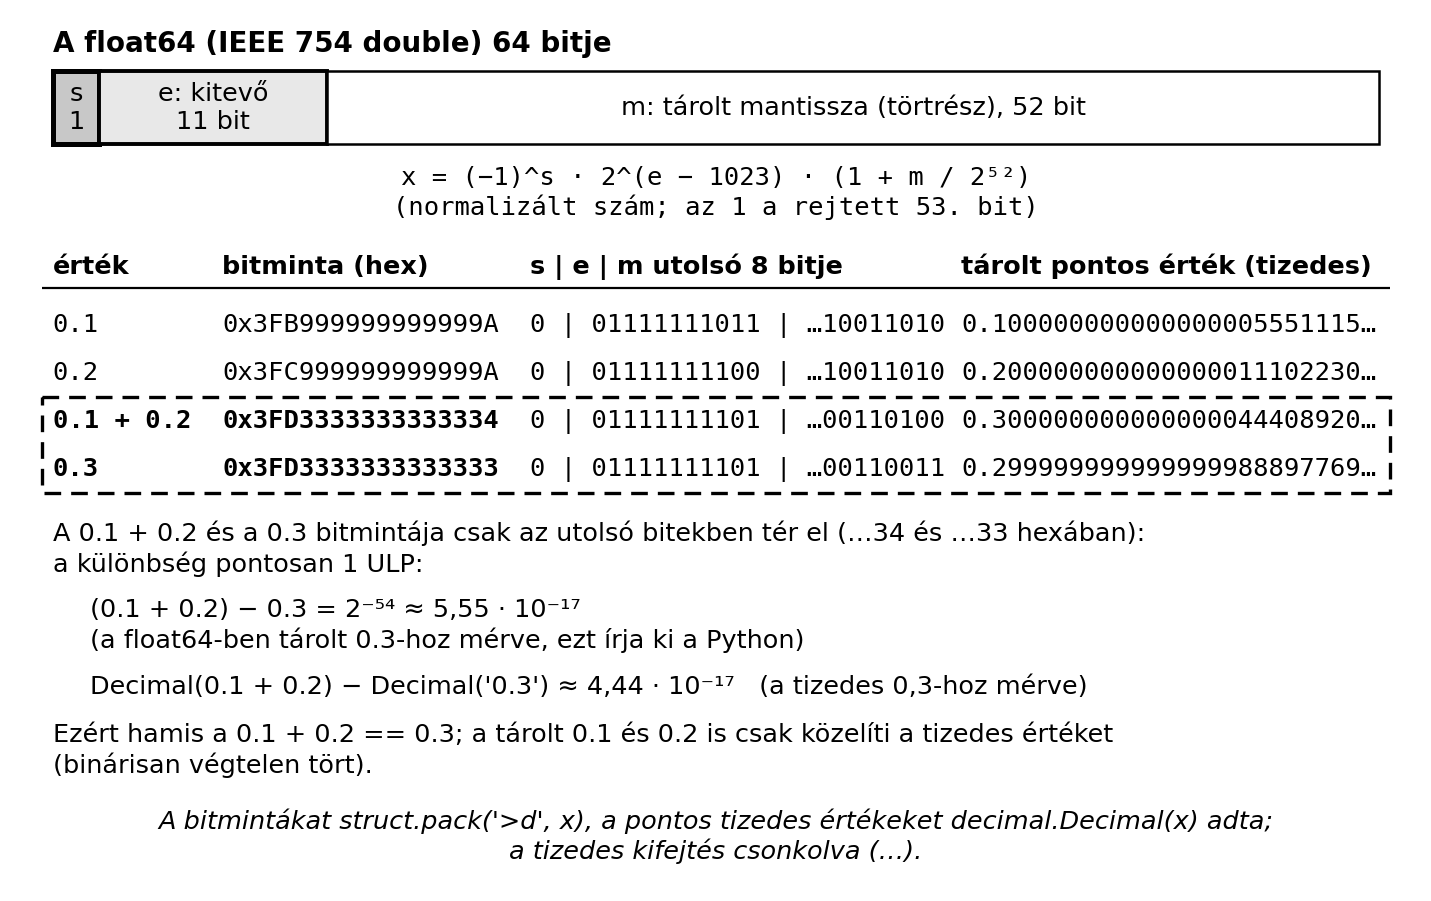 A float64 (IEEE 754 double) 64 bitje
s e: kitevő
1 11 bit
m: tárolt mantissza (törtrész), 52 bit
x = (−1)^s · 2^(e − 1023) · (1 + m / 2⁵²)
(normalizált szám; az 1 a rejtett 53. bit)
érték bitminta (hex) s | e | m utolsó 8 bitje tárolt pontos érték (tizedes)
0.1 0x3FB999999999999A 0 | 01111111011 | …10011010 0.1000000000000000055511115…
0.2 0x3FC999999999999A 0 | 01111111100 | …10011010 0.200000000000000011102230…
0.1 + 0.2 0x3FD3333333333334 0 | 01111111101 | …00110100 0.300000000000000044408920…
0.3 0x3FD3333333333333 0 | 01111111101 | …00110011 0.299999999999999988897769…
A 0.1 + 0.2 és a 0.3 bitmintája csak az utolsó bitekben tér el (…34 és …33 hexában):
a különbség pontosan 1 ULP:
(0.1 + 0.2) − 0.3 = 2⁻⁵⁴ ≈ 5,55 · 10⁻¹⁷
(a float64-ben tárolt 0.3-hoz mérve, ezt írja ki a Python)
Decimal(0.1 + 0.2) − Decimal('0.3') ≈ 4,44 · 10⁻¹⁷ (a tizedes 0,3-hoz mérve)
Ezért hamis a 0.1 + 0.2 == 0.3; a tárolt 0.1 és 0.2 is csak közelíti a tizedes értéket
(binárisan végtelen tört).
A bitmintákat struct.pack('>d', x), a pontos tizedes értékeket decimal.Decimal(x) adta;
a tizedes kifejtés csonkolva (…).